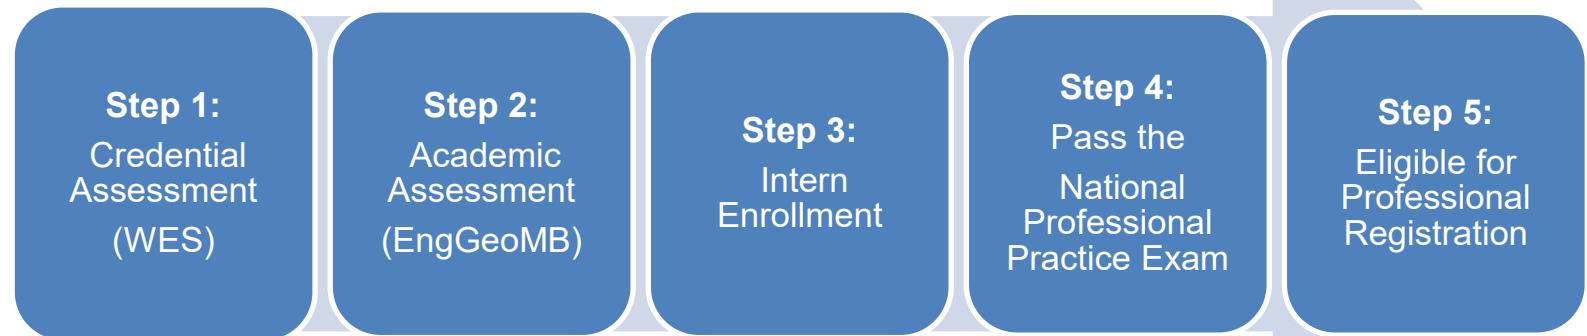 Step 1:
Credential
Assessment
(WES)
Step 2:
Academic
Assessment
(EngGeoMB)
Step 3:
Intern
Enrollment
Step 4:
Pass the
National
Professional
Practice Exam
Step 5:
Eligible for
Professional
Registration